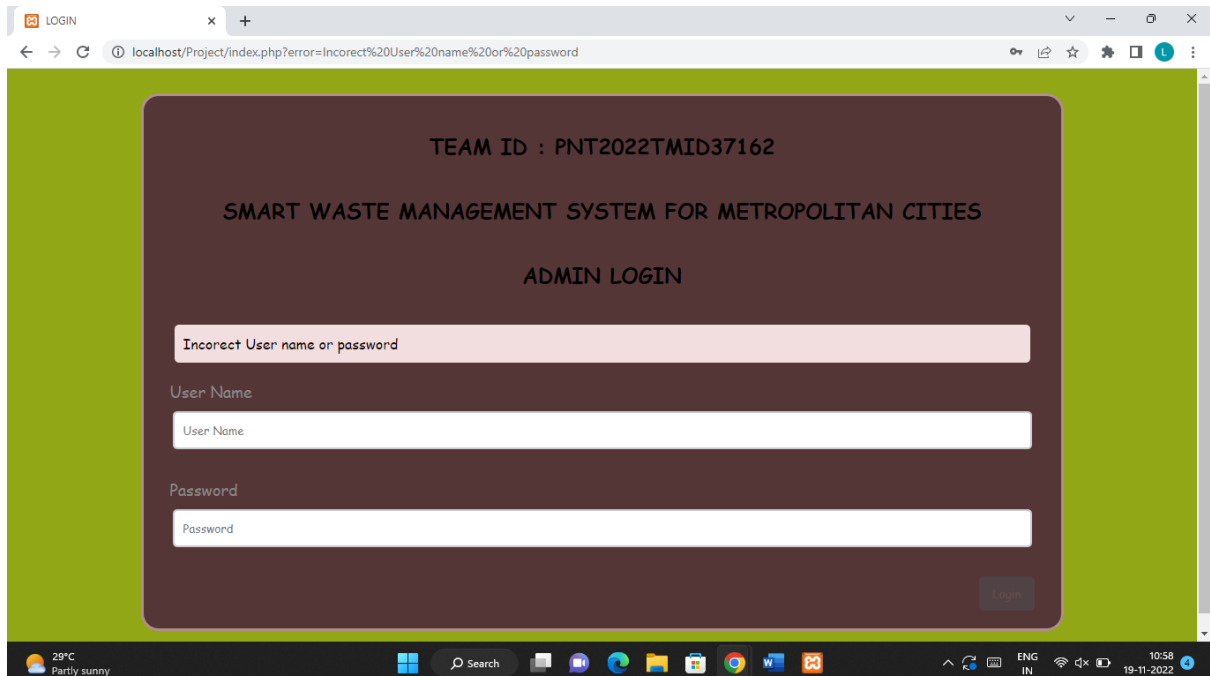 LOGIN
localhost/Project/index.php?error=Incorect%20User%20name%20or%20password
L
TEAM ID : PNT2022TMID37162
SMART WASTE MANAGEMENT SYSTEM FOR METROPOLITAN CITIES
ADMIN LOGIN
Incorect User name or password
User Name
User Name
Password
Password
Login
29°C
Partly sunny
Search
ENG
IN
10:58
19-11-2022
4